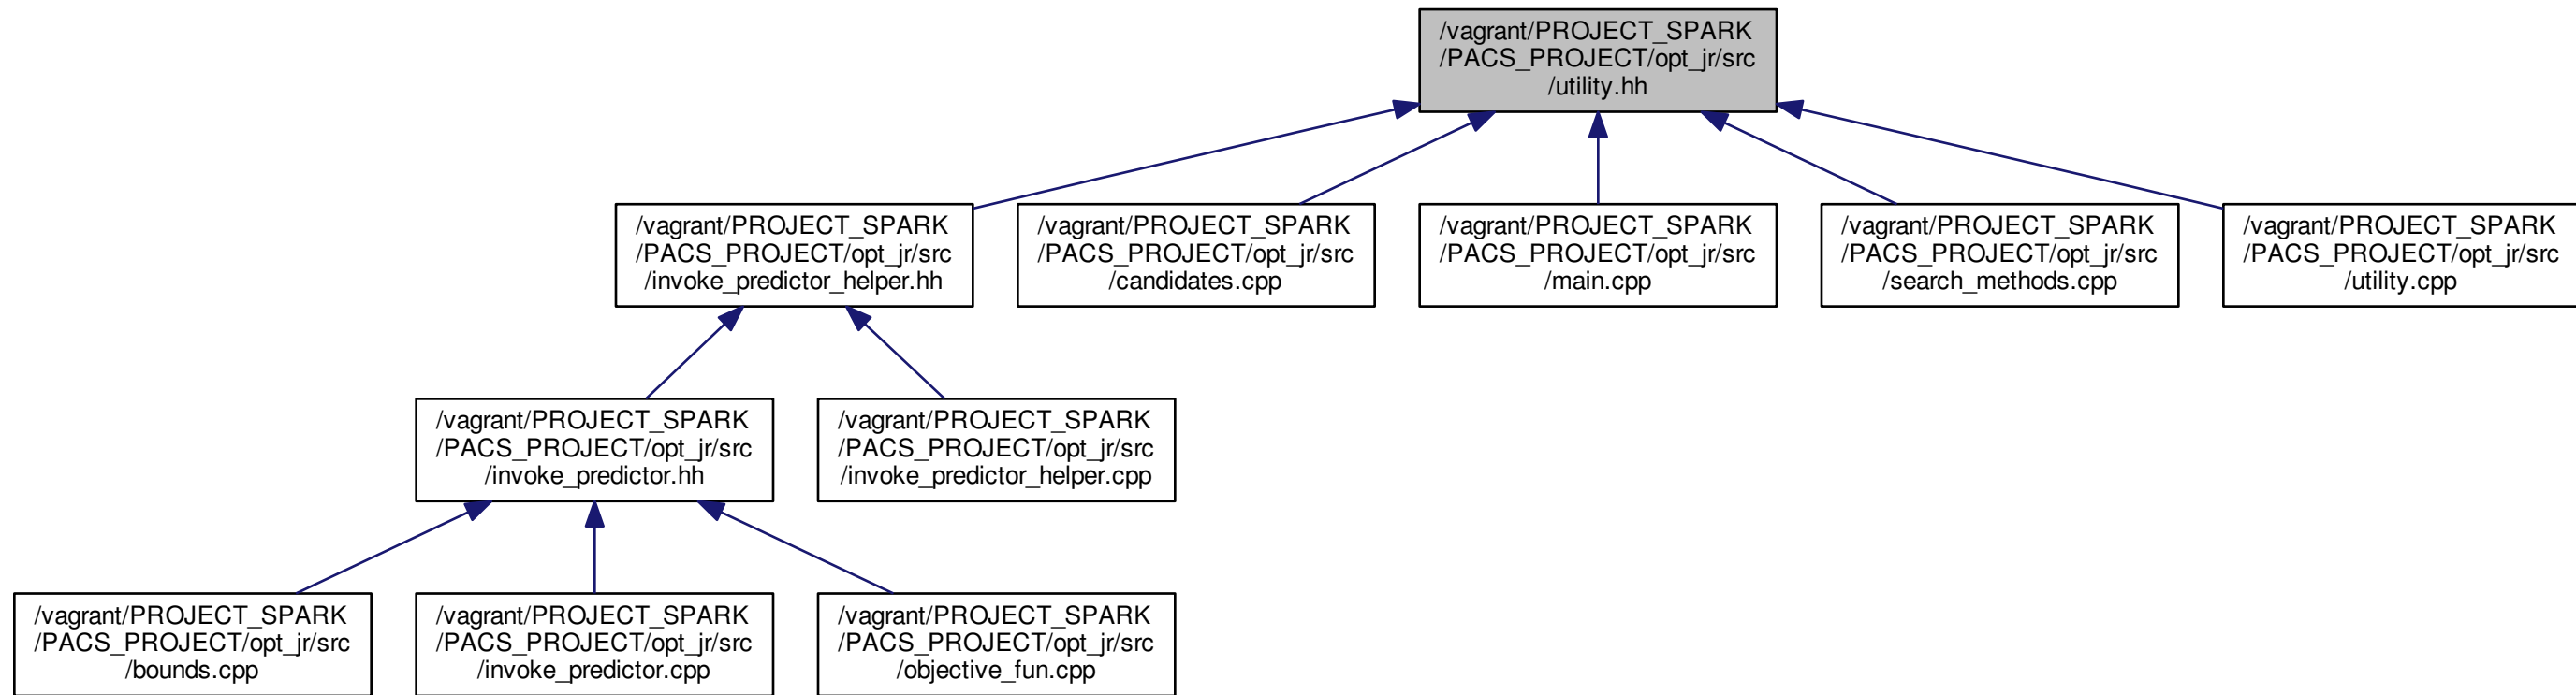 /vagrant/PROJECT_SPARK
/PACS_PROJECT/opt_jr/src
/utility.hh
/vagrant/PROJECT_SPARK
/PACS_PROJECT/opt_jr/src
/invoke_predictor_helper.hh
/vagrant/PROJECT_SPARK
/PACS_PROJECT/opt_jr/src
/candidates.cpp
/vagrant/PROJECT_SPARK
/PACS_PROJECT/opt_jr/src
/main.cpp
/vagrant/PROJECT_SPARK
/PACS_PROJECT/opt_jr/src
/search_methods.cpp
/vagrant/PROJECT_SPARK
/PACS_PROJECT/opt_jr/src
/utility.cpp
/vagrant/PROJECT_SPARK
/PACS_PROJECT/opt_jr/src
/invoke_predictor.hh
/vagrant/PROJECT_SPARK
/PACS_PROJECT/opt_jr/src
/invoke_predictor_helper.cpp
/vagrant/PROJECT_SPARK
/PACS_PROJECT/opt_jr/src
/bounds.cpp
/vagrant/PROJECT_SPARK
/PACS_PROJECT/opt_jr/src
/invoke_predictor.cpp
/vagrant/PROJECT_SPARK
/PACS_PROJECT/opt_jr/src
/objective_fun.cpp